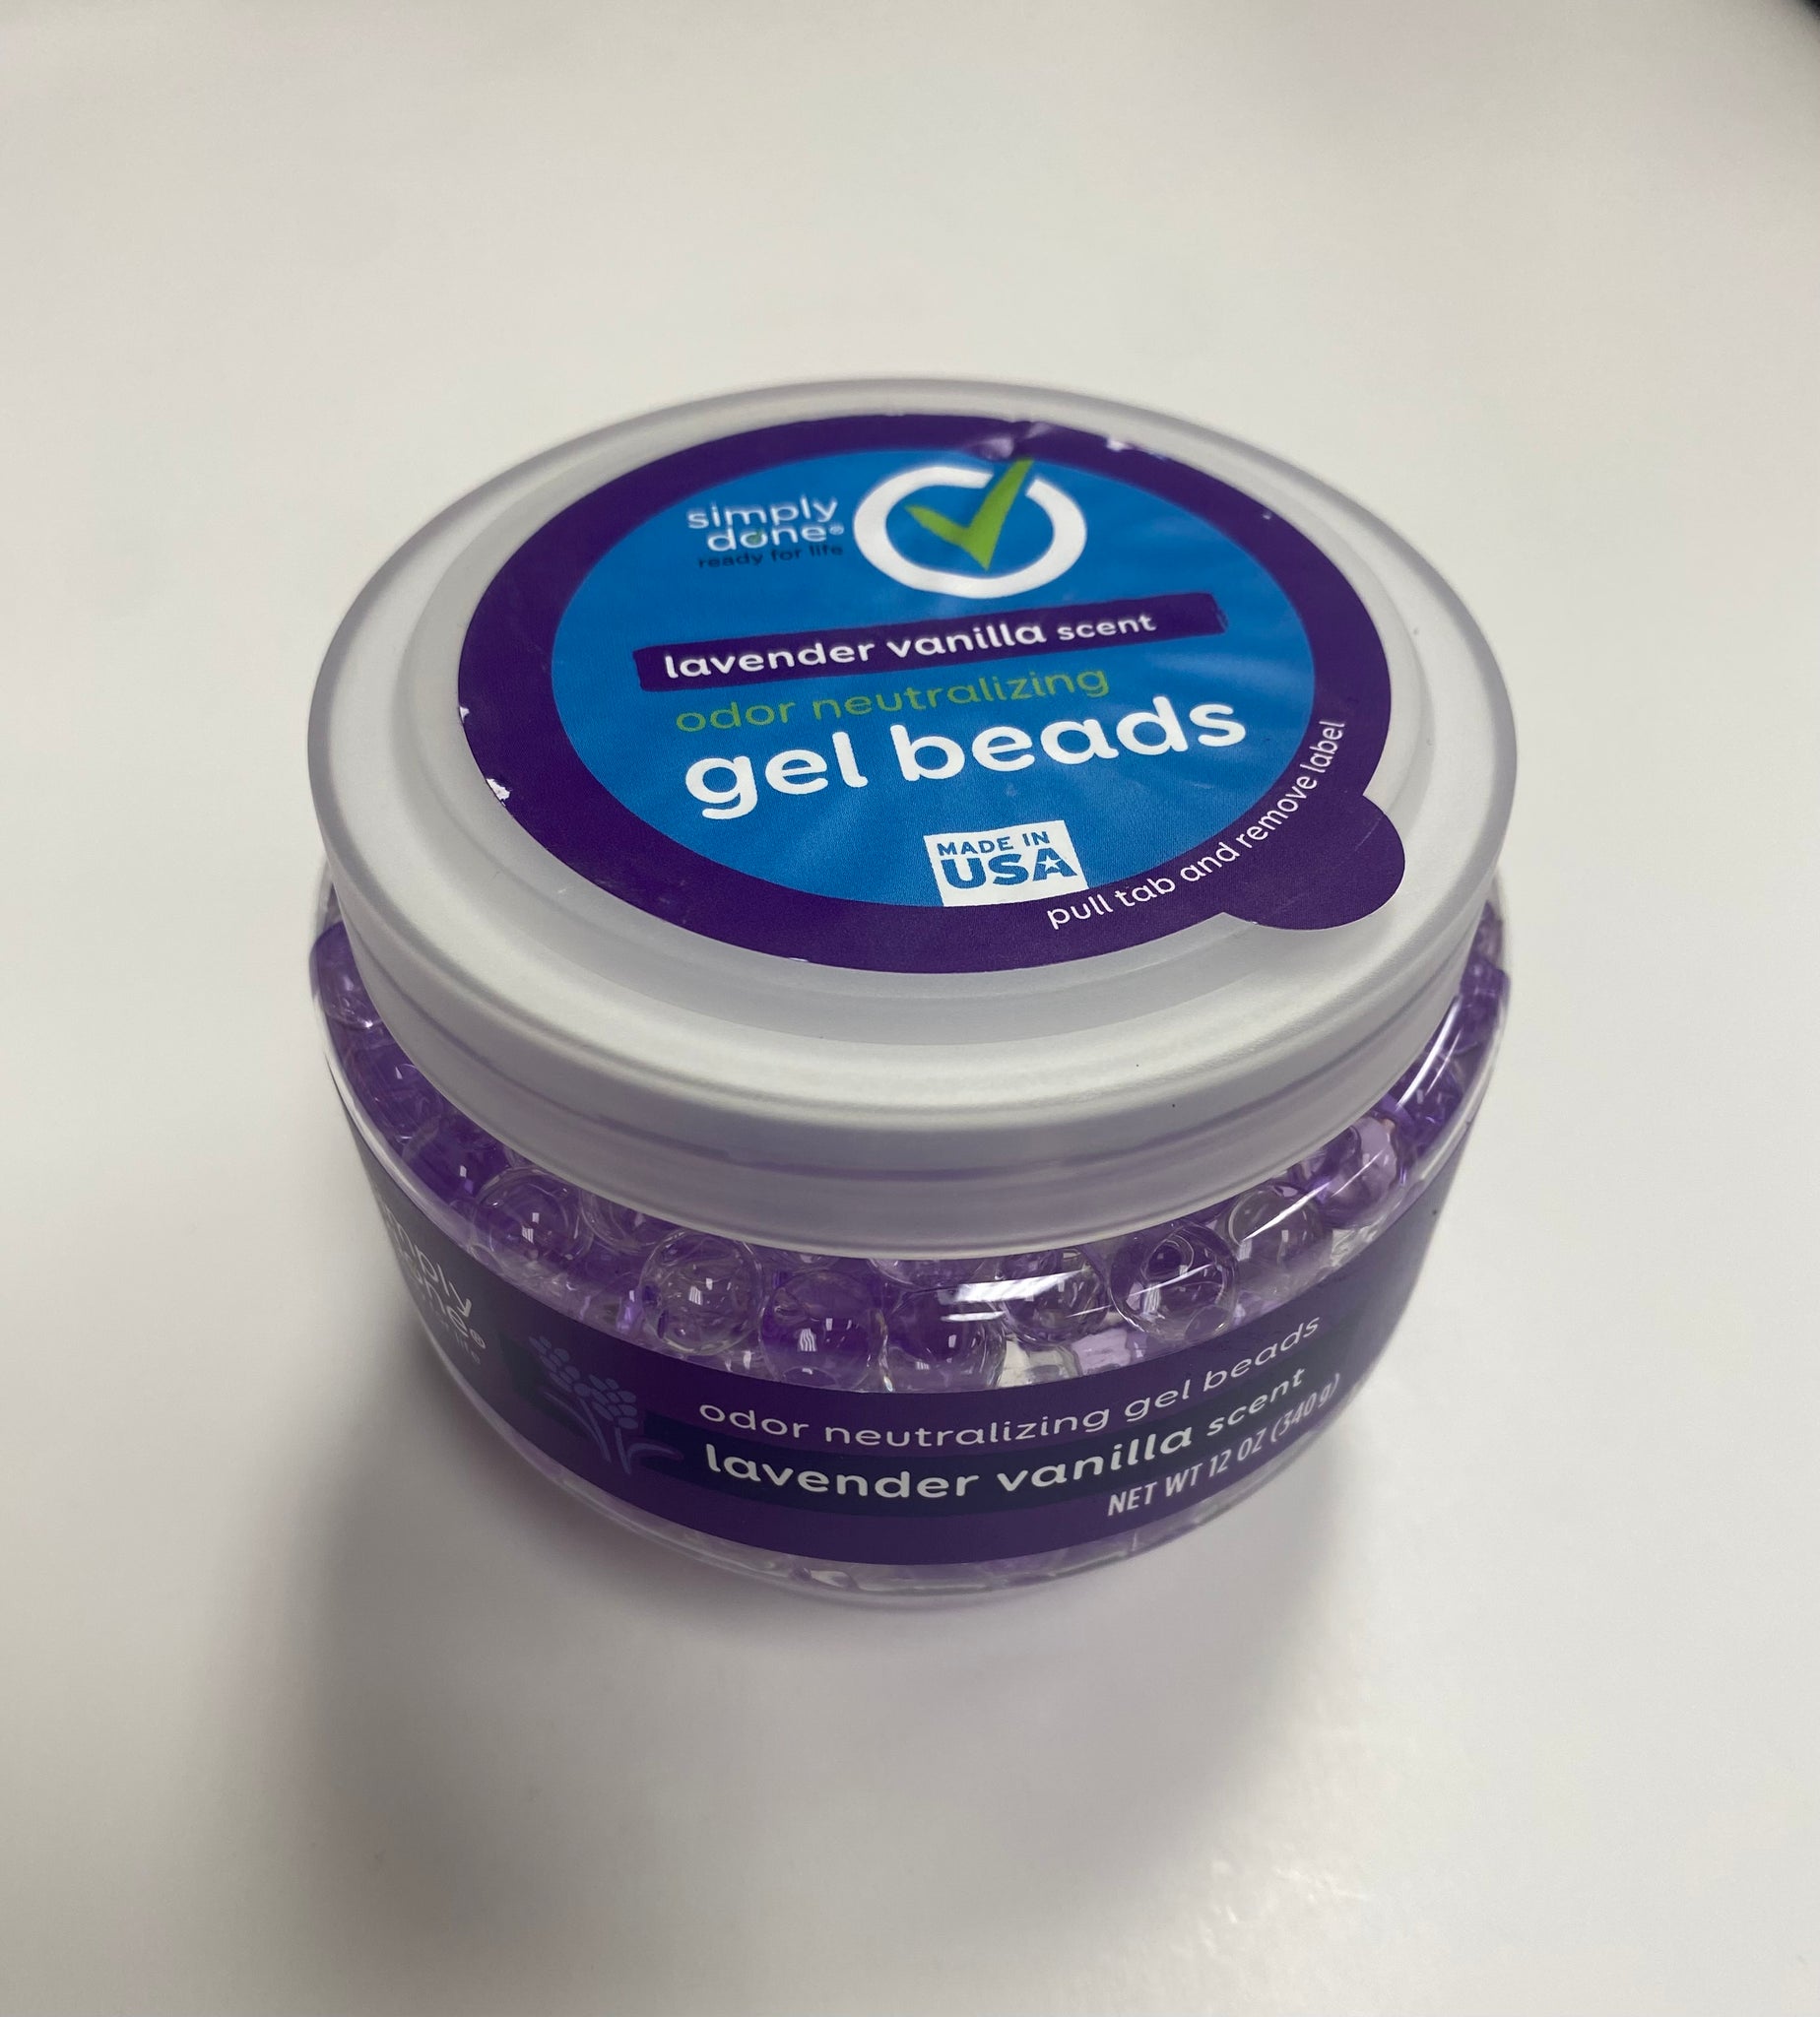 simply
done®
ready for life
lavender vanilla scent
odor neutralizing
gel beads
MADE IN
USA
pull tab and remove label
odor neutralizing gel beads
lavender vanilla scent
NET WT 12 OZ (340 g)